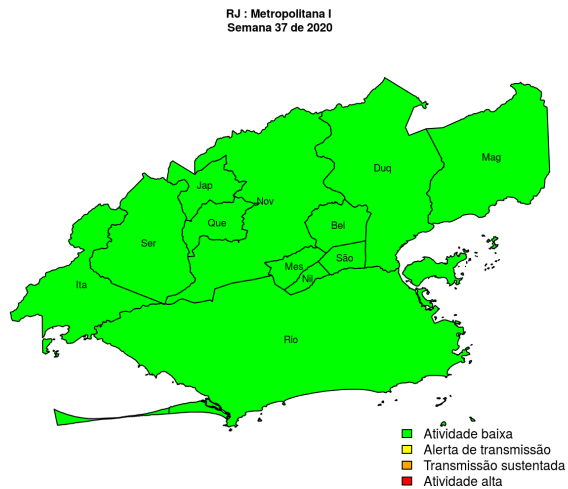 RJ : Metropolitana I
Semana 37 de 2020
Mag
Duq
Jap
Nov
Que
Bel
Ser
São
Mes
Nil
Ita
Rio
Atividade baixa
Alerta de transmissão
Transmissão sustentada
Atividade alta